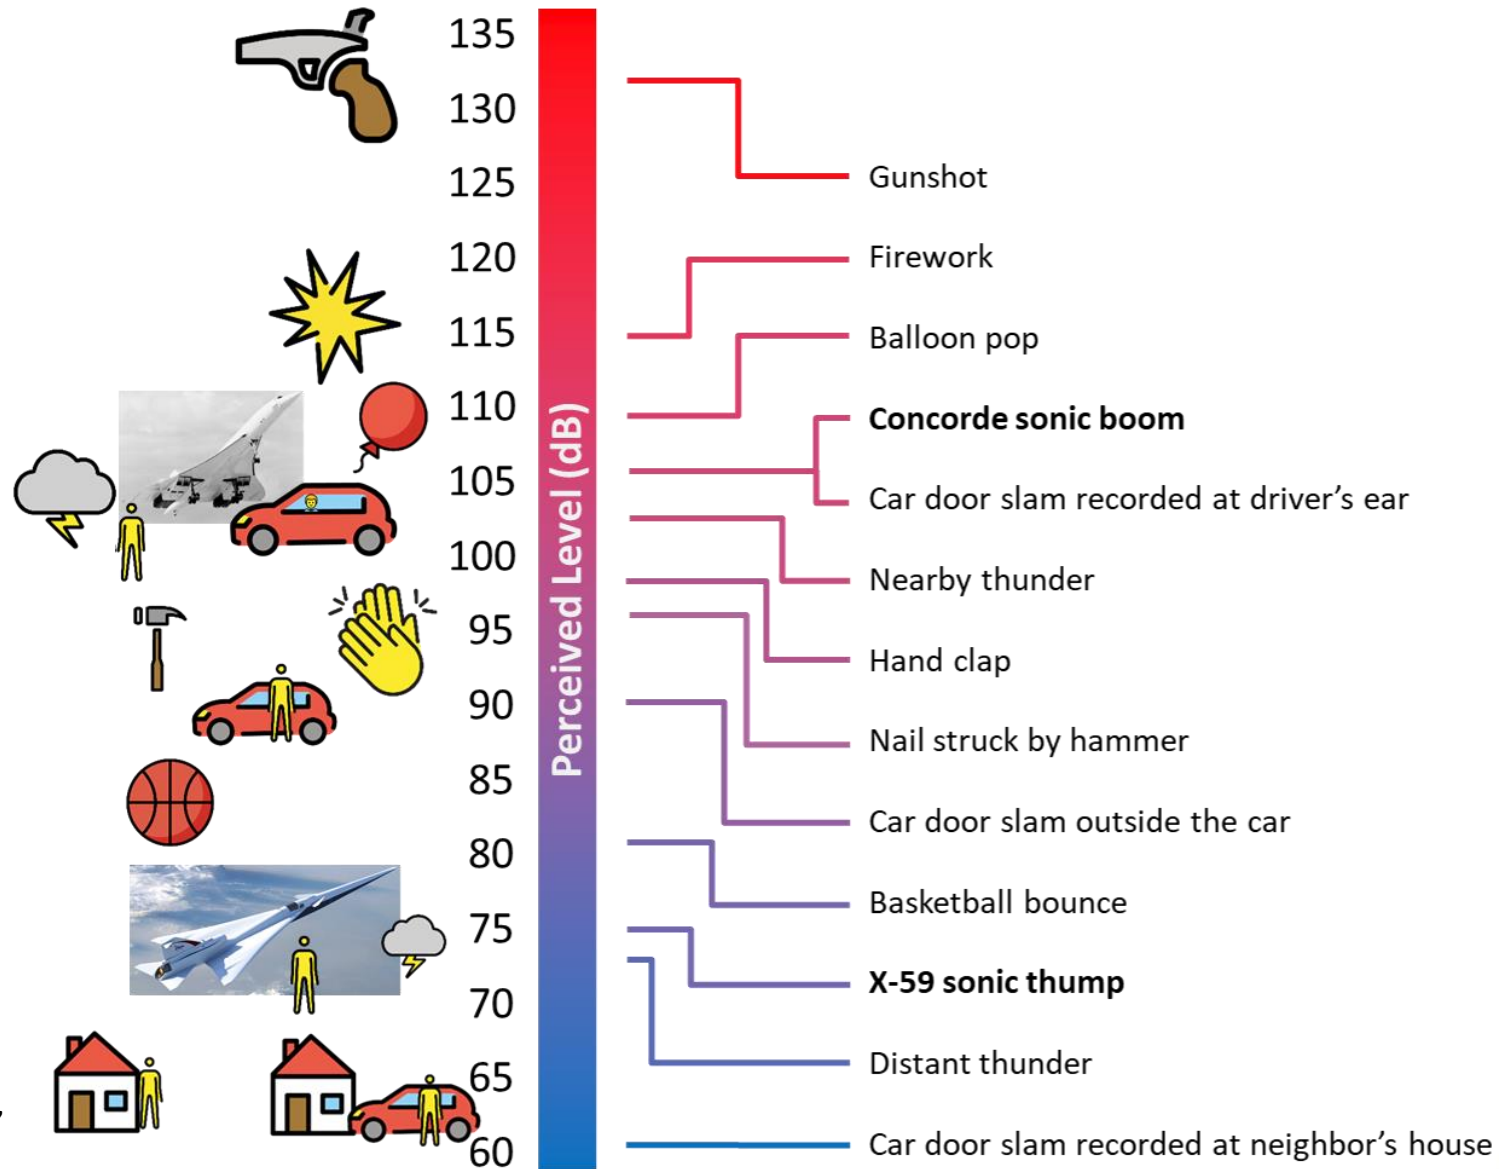 135
130
125
120
115
110
105
100
95
90
85
80
75
70
65
60
Perceived Level (dB)
Gunshot
Firework
Balloon pop
Concorde sonic boom
Car door slam recorded at driver’s ear
Nearby thunder
Hand clap
Nail struck by hammer
Car door slam outside the car
Basketball bounce
X-59 sonic thump
Distant thunder
Car door slam recorded at neighbor’s house